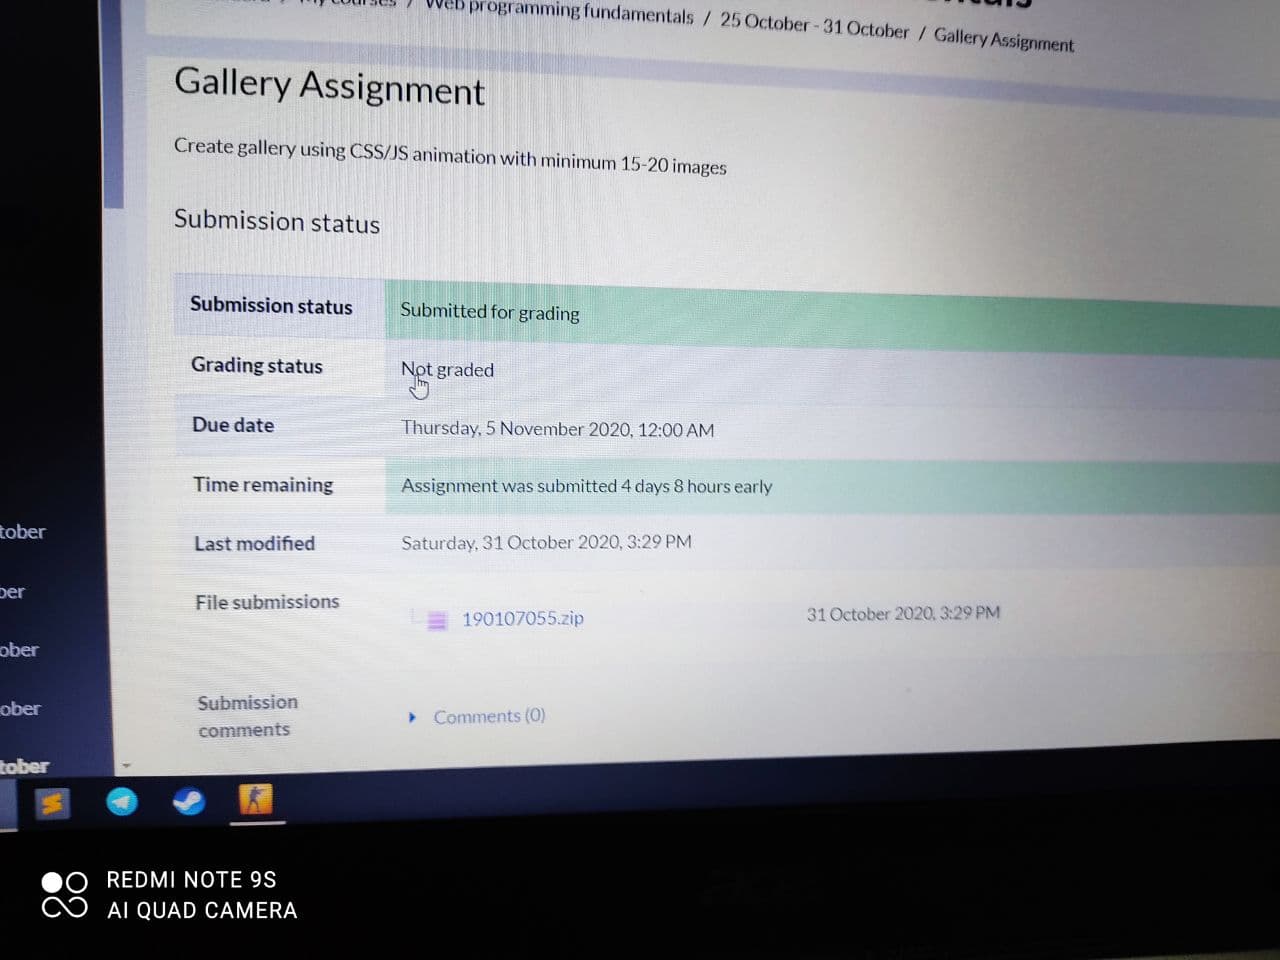 courses / Web programming fundamentals / 25 October - 31 October / Gallery Assignment
Gallery Assignment
Create gallery using CSS/JS animation with minimum 15-20 images
Submission status
Submission status Submitted for grading
Grading status Not graded
Due date Thursday, 5 November 2020, 12:00 AM
Time remaining Assignment was submitted 4 days 8 hours early
Last modified Saturday, 31 October 2020, 3:29 PM
File submissions
190107055.zip 31 October 2020, 3:29 PM
Submission
comments
Comments (0)
tober
ber
ober
ober
tober
REDMI NOTE 9S
AI QUAD CAMERA